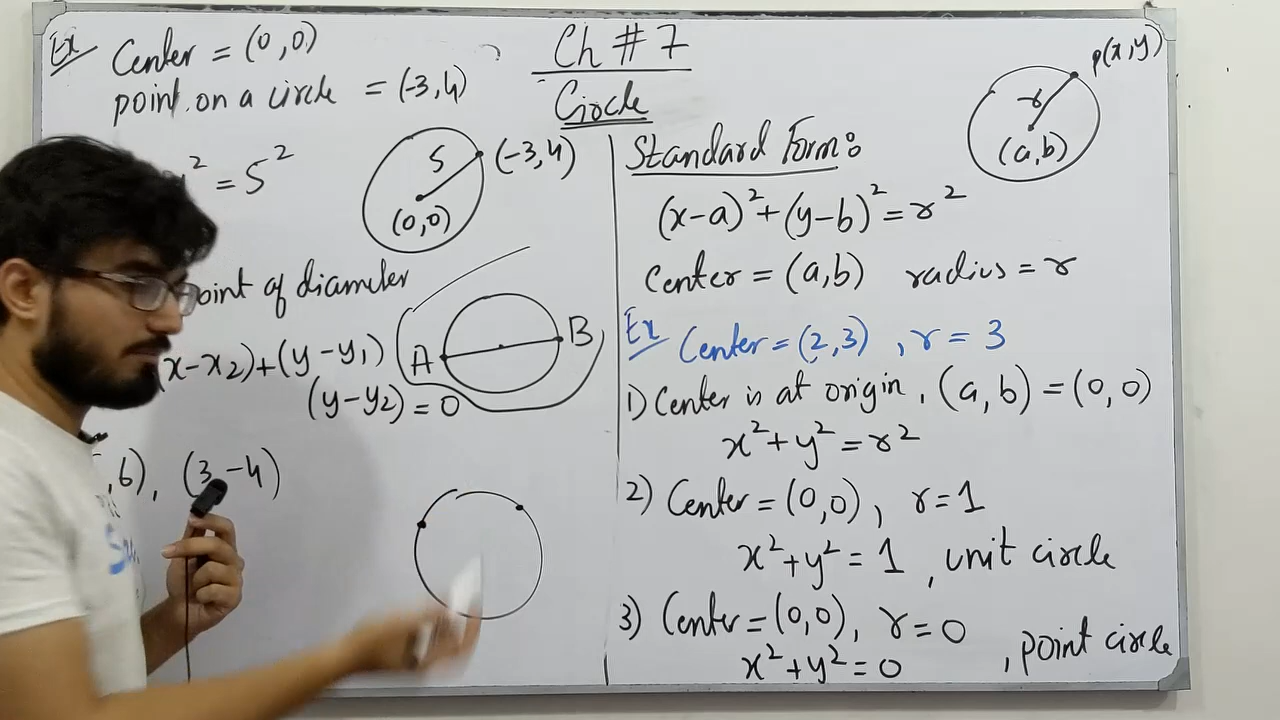 Ch # 7
Circle
Ex Center = (0,0)
point on a circle = (-3,4)
² = 5²
5
(-3,4)
(0,0)
oint of diameter
(x-x2)+(y-y1)
(y-y2)=0
A
B
,6), (3,-4)
Standard Form:
(x-a)²+(y-b)²=r²
Center = (a,b) radius = r
r
P(x,y)
(a,b)
Ex Center = (2,3) , r = 3
1) Center is at origin, (a,b) = (0,0)
x²+y²=r²
2) Center = (0,0), r=1
x²+y²=1 , unit circle
3) Center = (0,0), r=0
x²+y²=0 , point circle